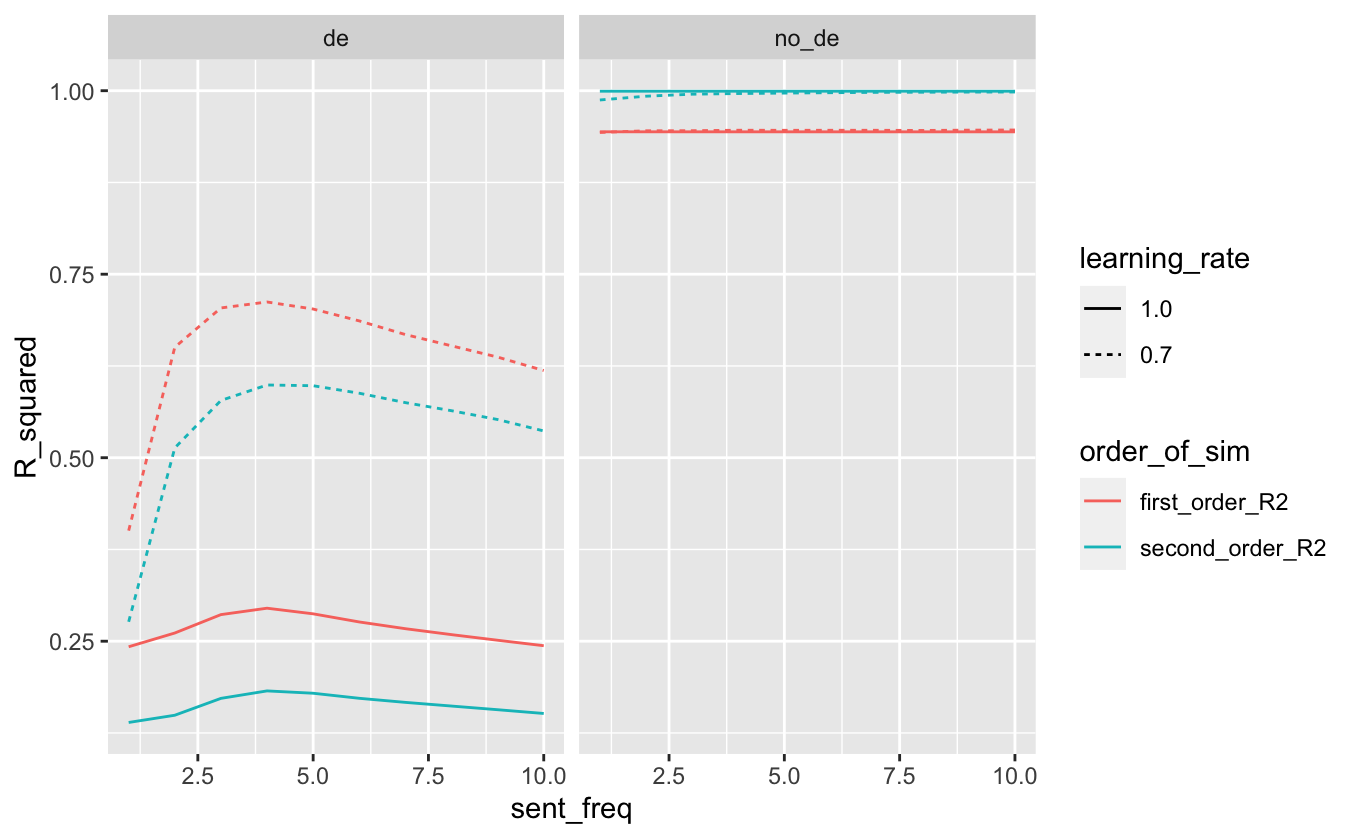 de
no_de
1.00
0.75
0.50
0.25
R_squared
2.5 5.0 7.5 10.0
2.5 5.0 7.5 10.0
sent_freq
learning_rate
1.0
0.7
order_of_sim
first_order_R2
second_order_R2